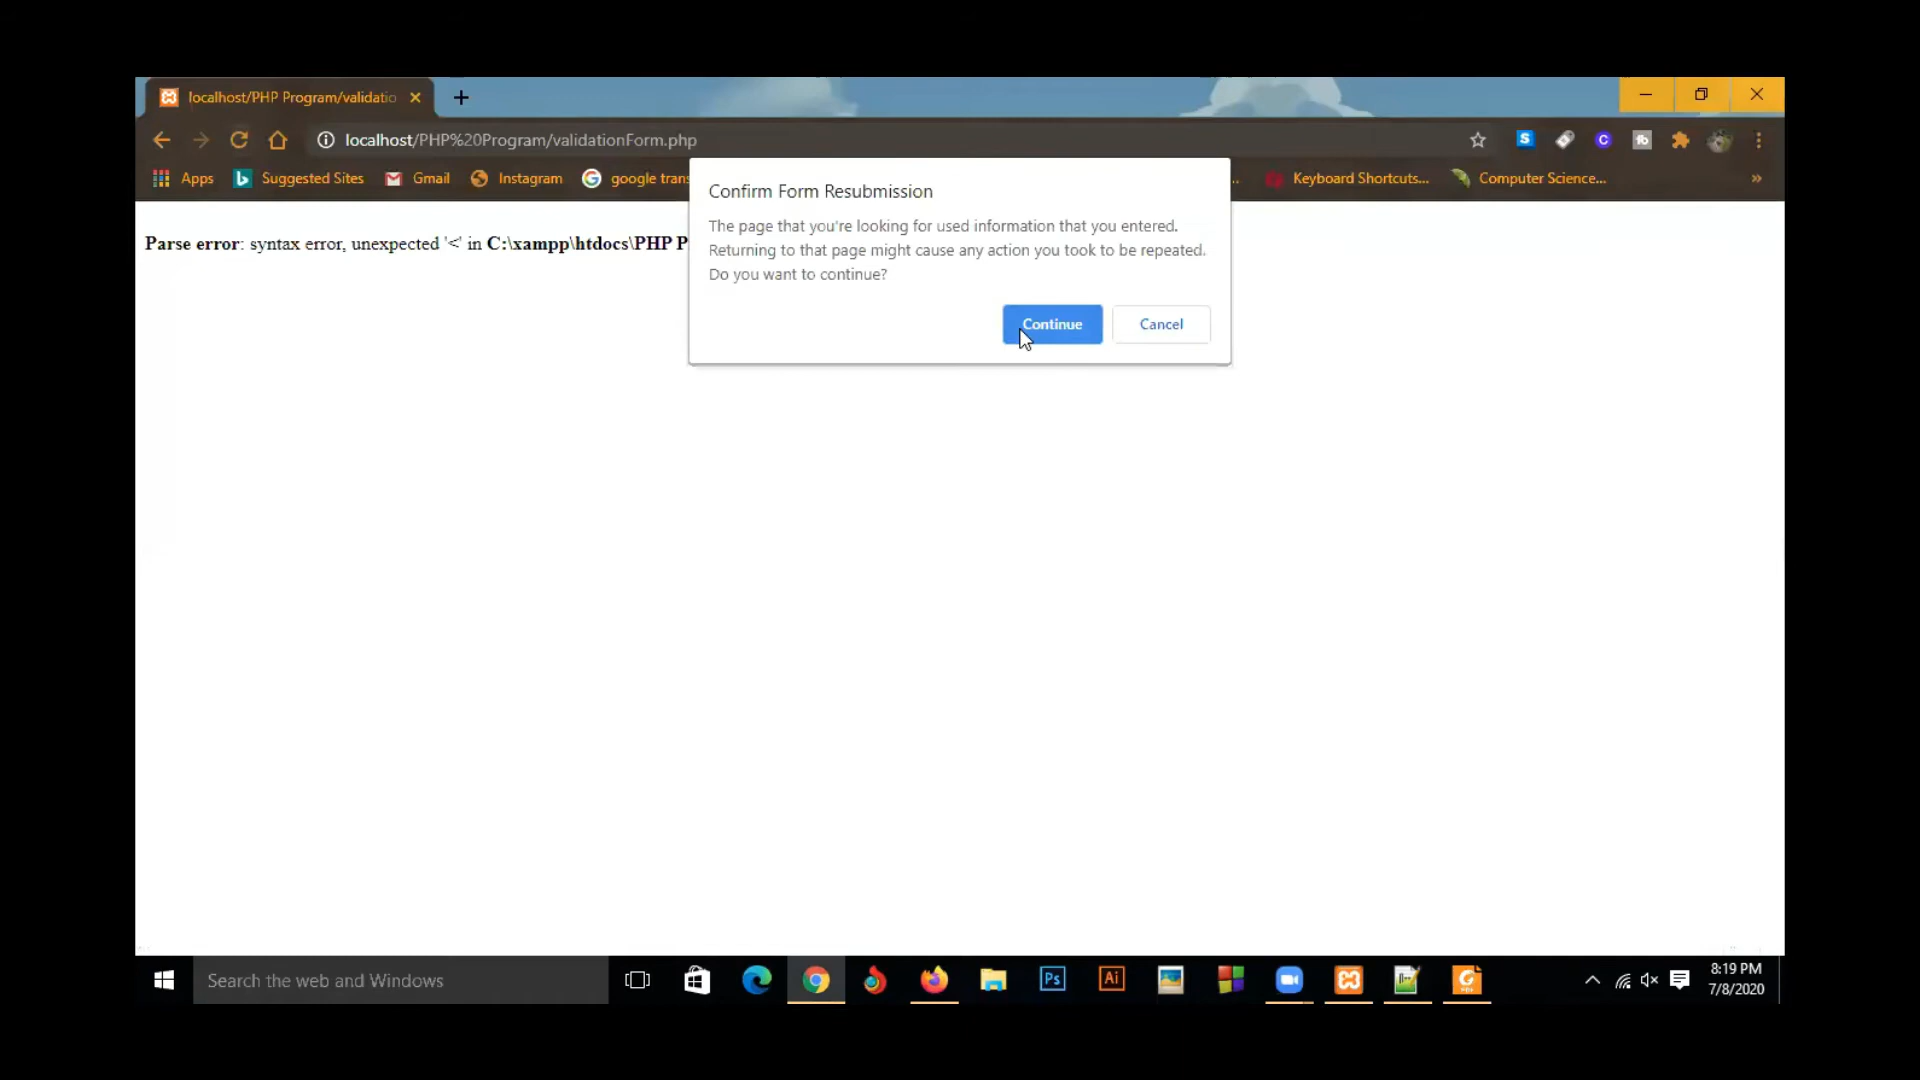 localhost/PHP Program/validatio
localhost/PHP%20Program/validationForm.php
Apps
Suggested Sites
Gmail
Instagram
google trans
Keyboard Shortcuts...
Computer Science...
Confirm Form Resubmission
The page that you're looking for used information that you entered.
Returning to that page might cause any action you took to be repeated.
Do you want to continue?
Continue
Cancel
Parse error: syntax error, unexpected '<' in C:\xampp\htdocs\PHP P
Search the web and Windows
Ps
Ai
8:19 PM
7/8/2020